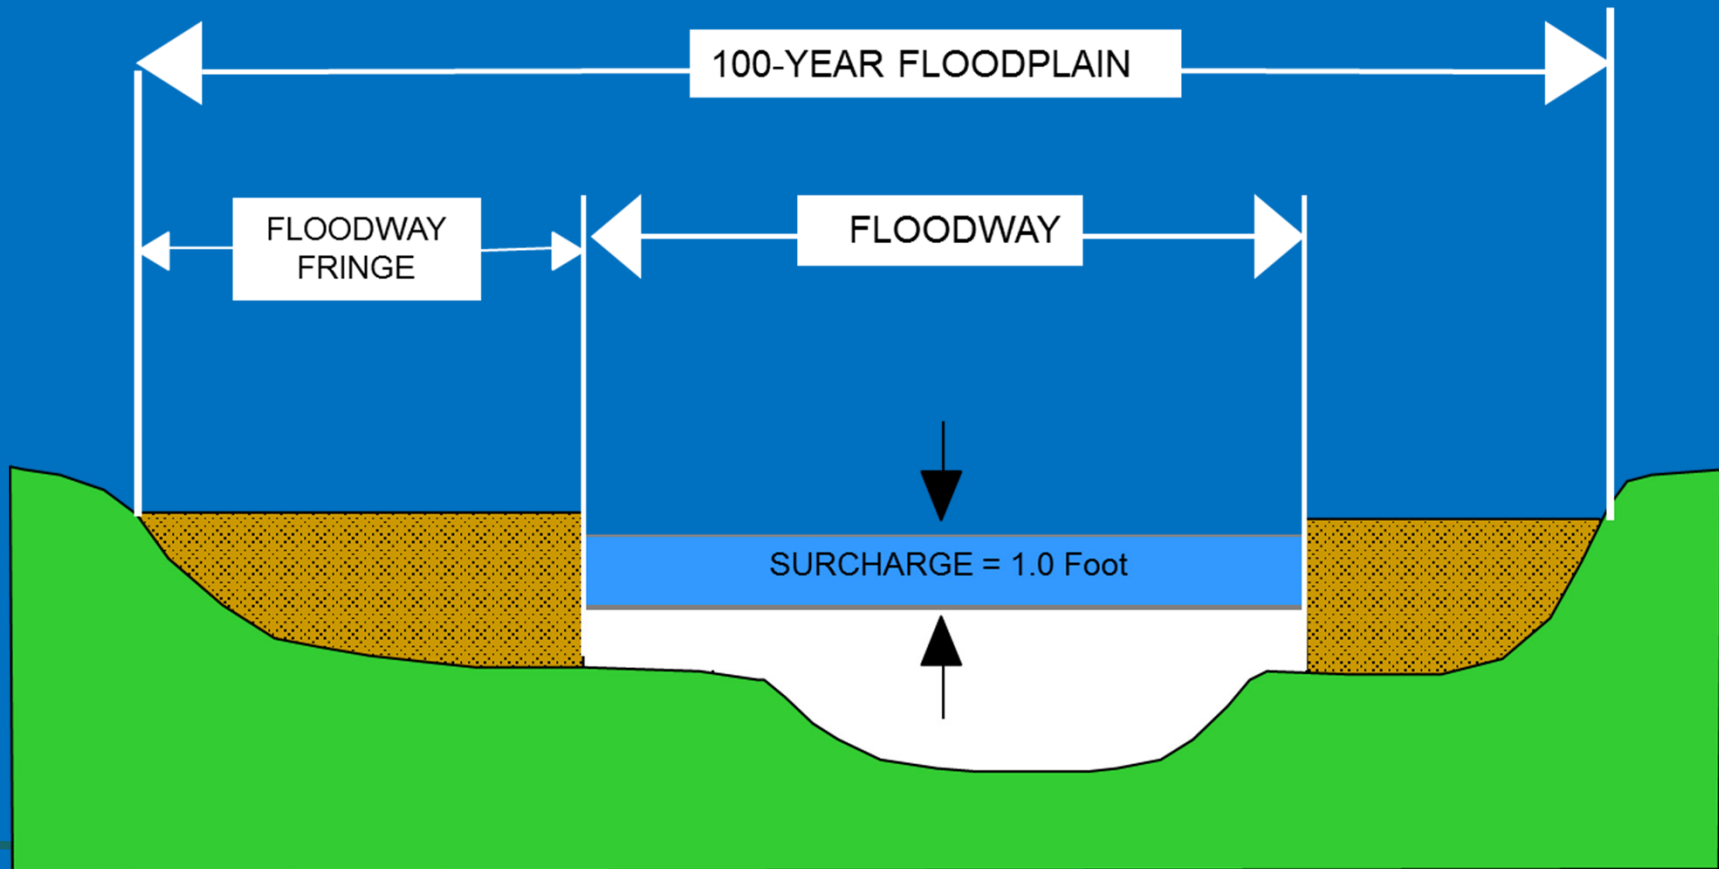 100-YEAR FLOODPLAIN
FLOODWAY
FRINGE
FLOODWAY
SURCHARGE = 1.0 Foot